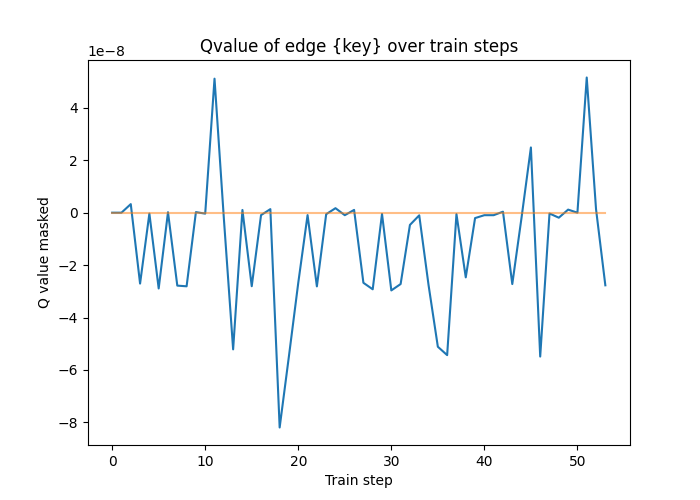 Qvalue of edge {key} over train steps
1e−8
4
2
0
−2
−4
−6
−8
Q value masked
0 10 20 30 40 50
Train step